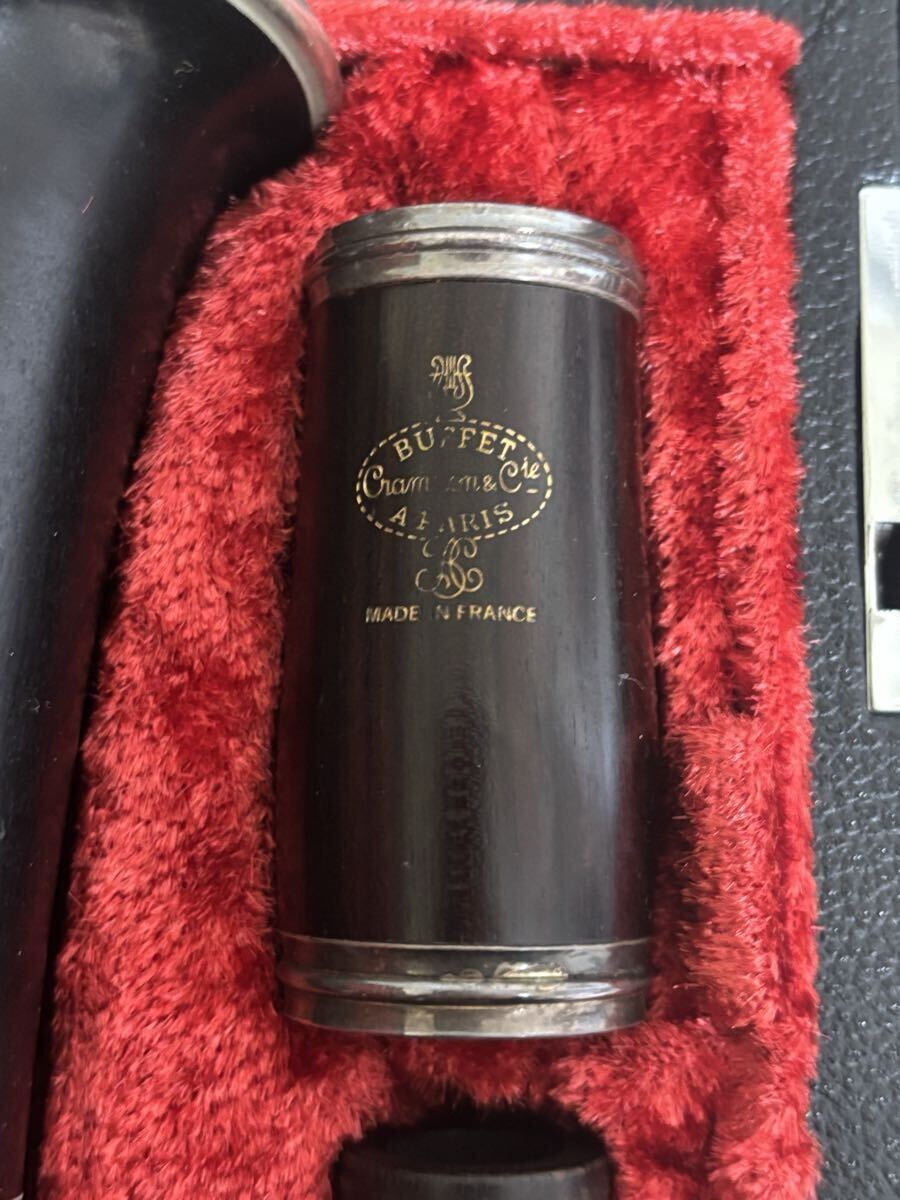 BUFFET
Crampon & Cie
A PARIS
MADE IN FRANCE